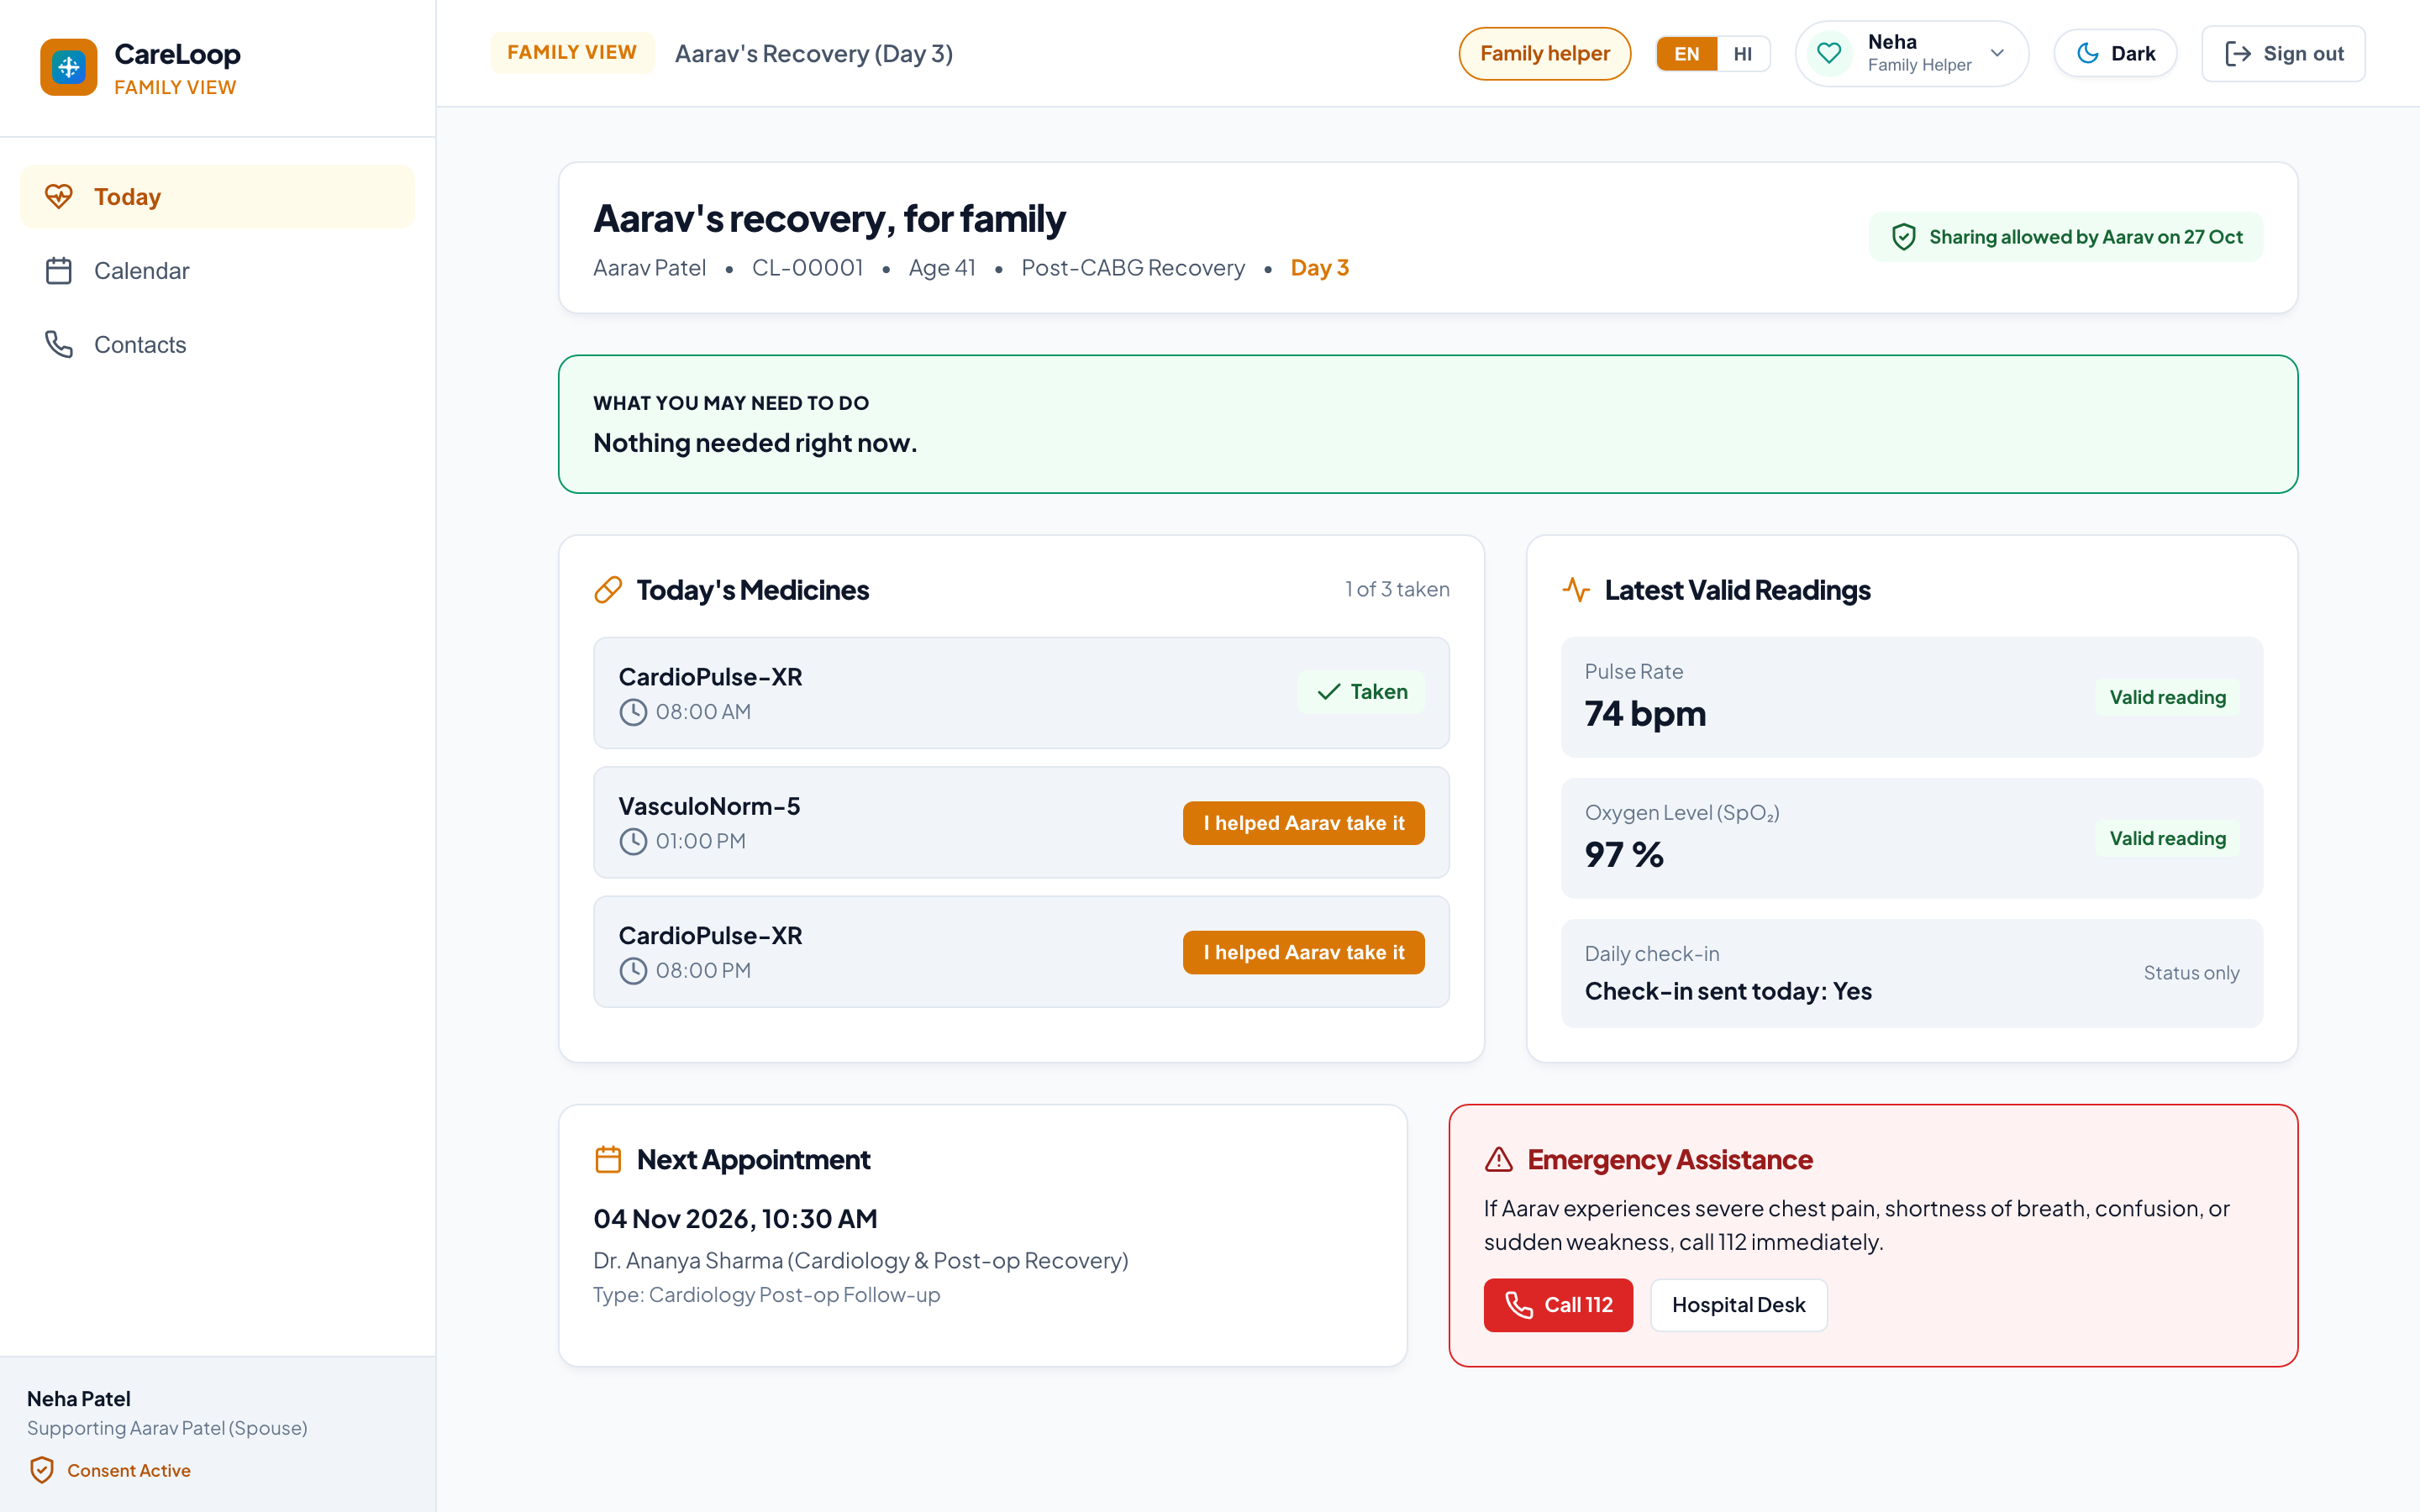 CareLoop
FAMILY VIEW
Today
Calendar
Contacts
Neha Patel
Supporting Aarav Patel (Spouse)
Consent Active
FAMILY VIEW
Aarav's Recovery (Day 3)
Family helper
EN HI
Neha
Family Helper
Dark
Sign out
Aarav's recovery, for family
Aarav Patel • CL-00001 • Age 41 • Post-CABG Recovery • Day 3
Sharing allowed by Aarav on 27 Oct
WHAT YOU MAY NEED TO DO
Nothing needed right now.
Today's Medicines
1 of 3 taken
CardioPulse-XR
08:00 AM
Taken
VasculoNorm-5
01:00 PM
I helped Aarav take it
CardioPulse-XR
08:00 PM
I helped Aarav take it
Latest Valid Readings
Pulse Rate
74 bpm
Valid reading
Oxygen Level (SpO₂)
97 %
Valid reading
Daily check-in
Check-in sent today: Yes
Status only
Next Appointment
04 Nov 2026, 10:30 AM
Dr. Ananya Sharma (Cardiology & Post-op Recovery)
Type: Cardiology Post-op Follow-up
Emergency Assistance
If Aarav experiences severe chest pain, shortness of breath, confusion, or
sudden weakness, call 112 immediately.
Call 112
Hospital Desk